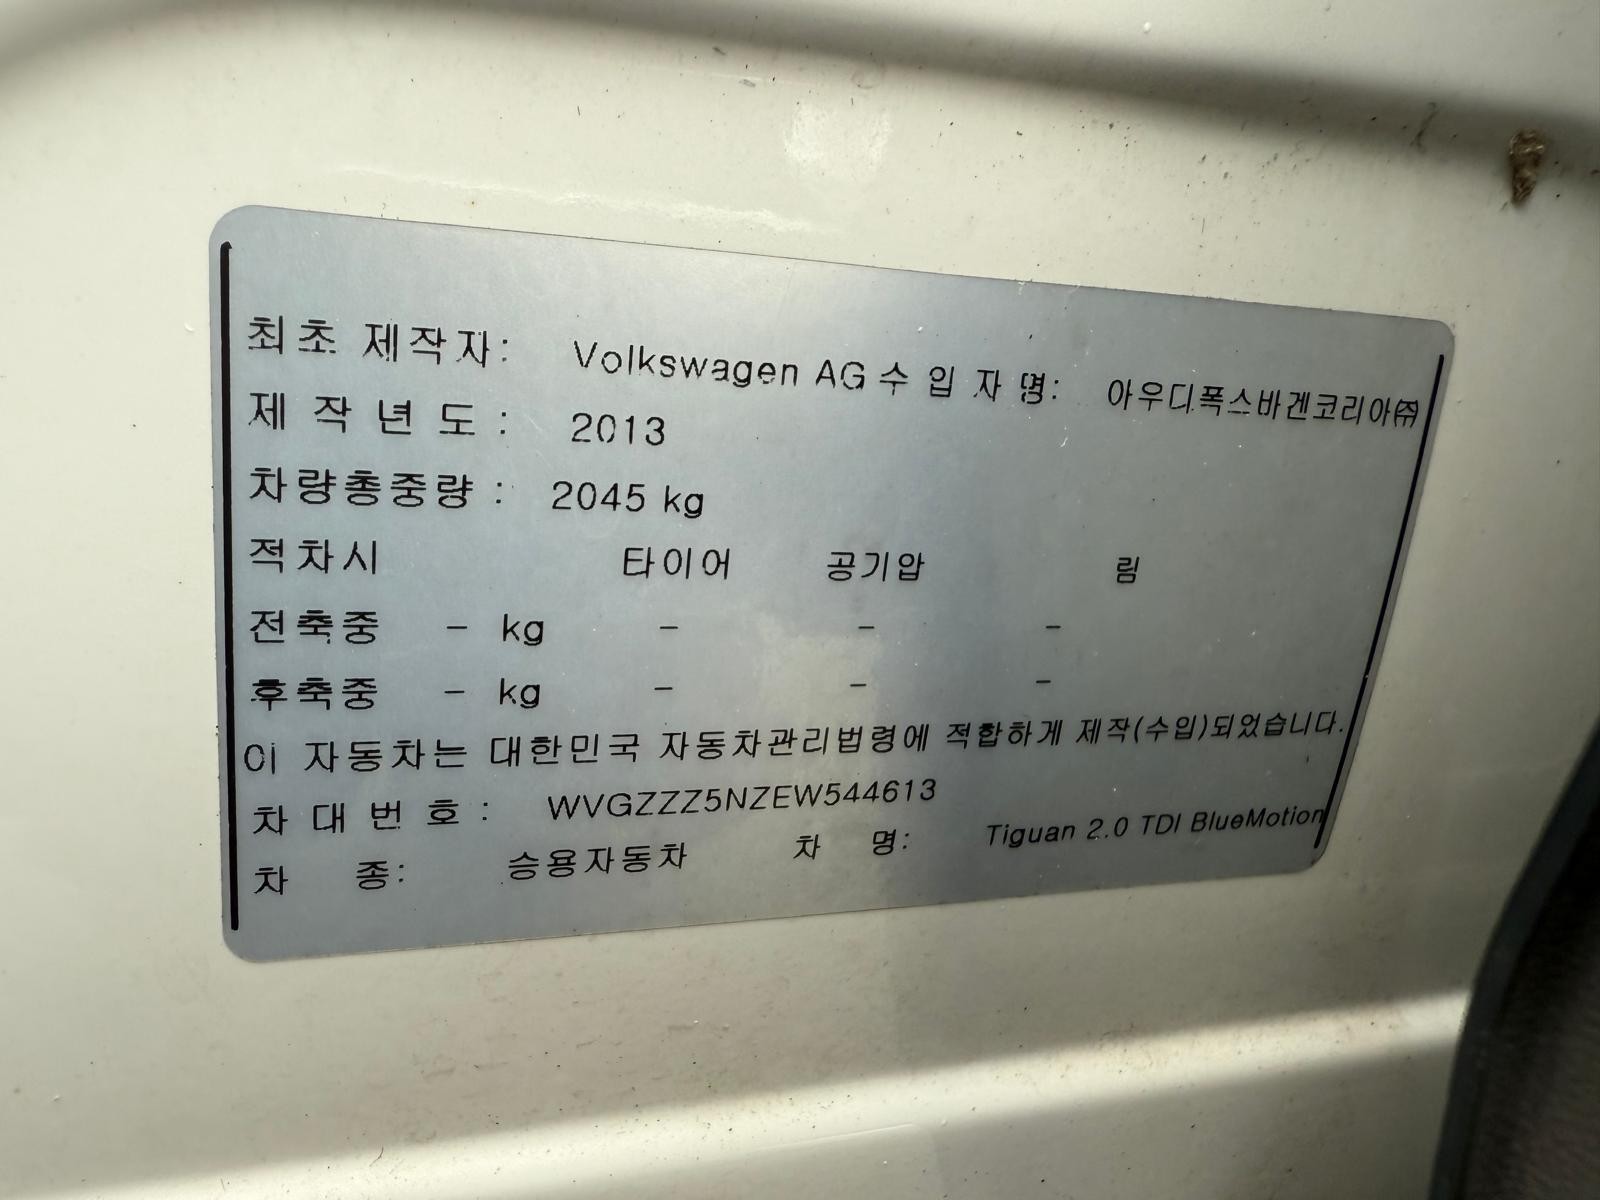 최초 제작자: Volkswagen AG 수 입 자 명: 아우디폭스바겐코리아㈜
제 작 년 도 : 2013
차량총중량 : 2045 kg
적차시 타이어 공기압 림
전축중 - kg - - -
후축중 - kg - - -
이 자동차는 대한민국 자동차관리법령에 적합하게 제작(수입)되었습니다.
차 대 번 호 : WVGZZZ5NZEW544613
차 종: 승용자동차 차 명: Tiguan 2.0 TDI BlueMotion